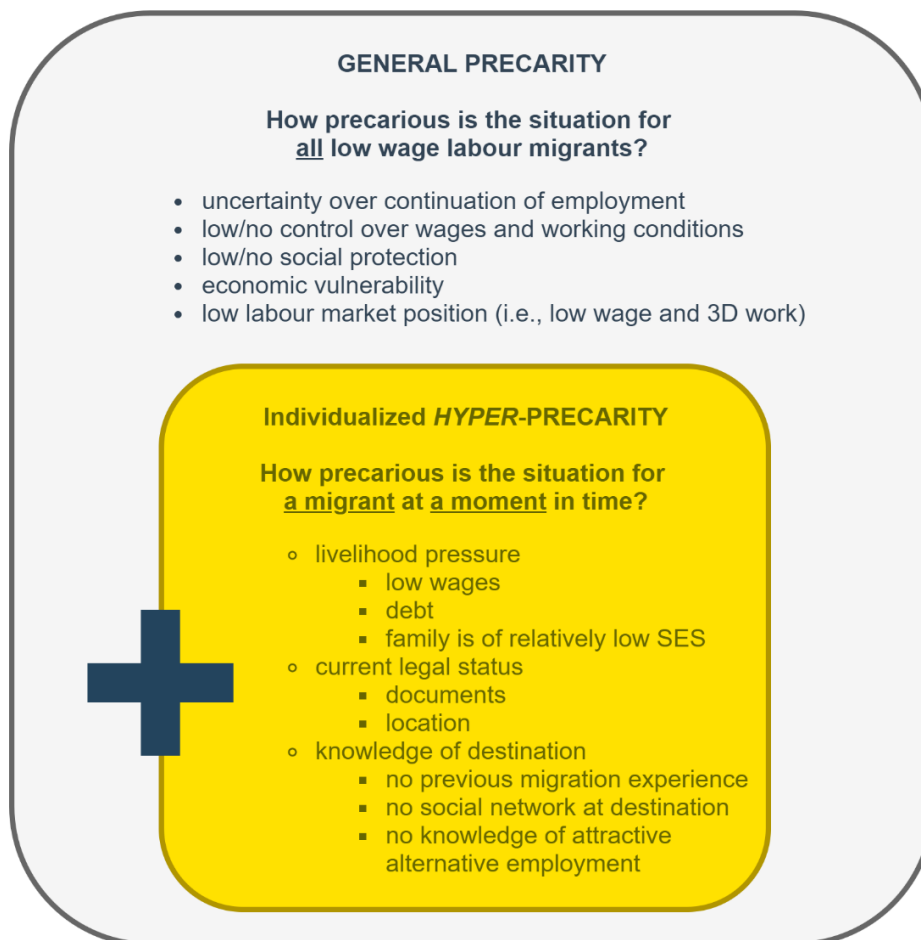 GENERAL PRECARITY
How precarious is the situation for
all low wage labour migrants?
• uncertainty over continuation of employment
• low/no control over wages and working conditions
• low/no social protection
• economic vulnerability
• low labour market position (i.e., low wage and 3D work)
Individualized HYPER-PRECARITY
How precarious is the situation for
a migrant at a moment in time?
◦ livelihood pressure
▪ low wages
▪ debt
▪ family is of relatively low SES
◦ current legal status
▪ documents
▪ location
◦ knowledge of destination
▪ no previous migration experience
▪ no social network at destination
▪ no knowledge of attractive
alternative employment